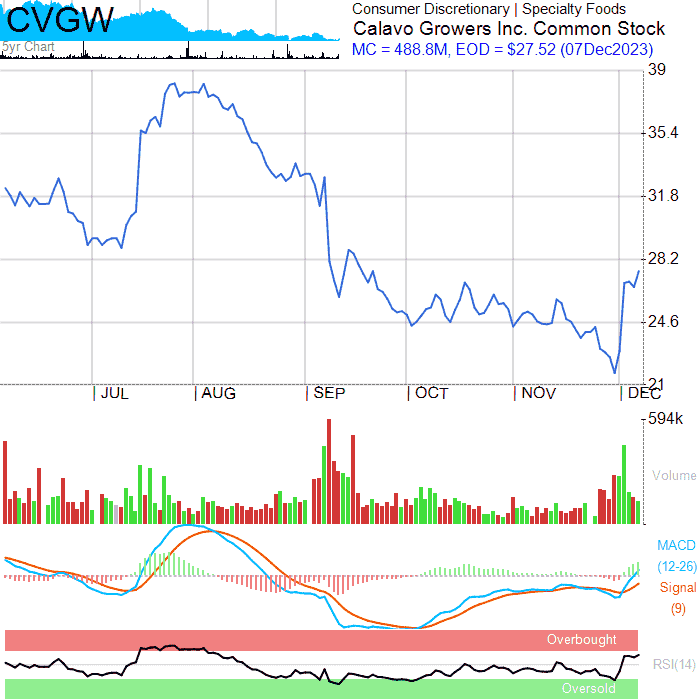 CVGW
5yr Chart
Consumer Discretionary | Specialty Foods
Calavo Growers Inc. Common Stock
MC = 488.8M, EOD = $27.52 (07Dec2023)
39
35.4
31.8
28.2
24.6
21
JUL AUG SEP OCT NOV DEC
594k
Volume
MACD
(12-26)
Signal
(9)
Overbought
RSI(14)
Oversold